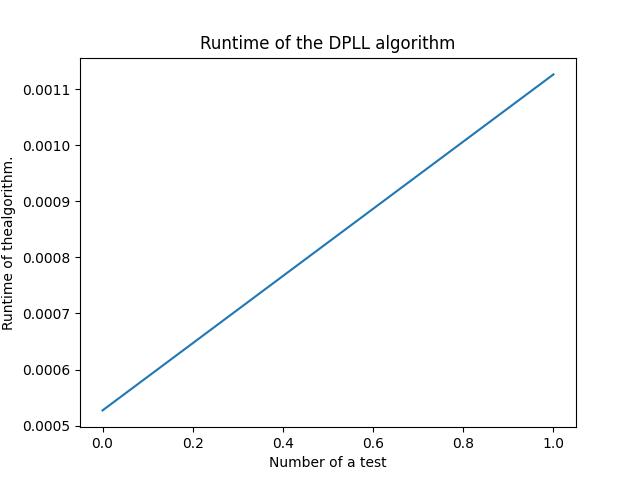 Runtime of the DPLL algorithm
Runtime of thealgorithm.
0.0011
0.0010
0.0009
0.0008
0.0007
0.0006
0.0005
0.0 0.2 0.4 0.6 0.8 1.0
Number of a test